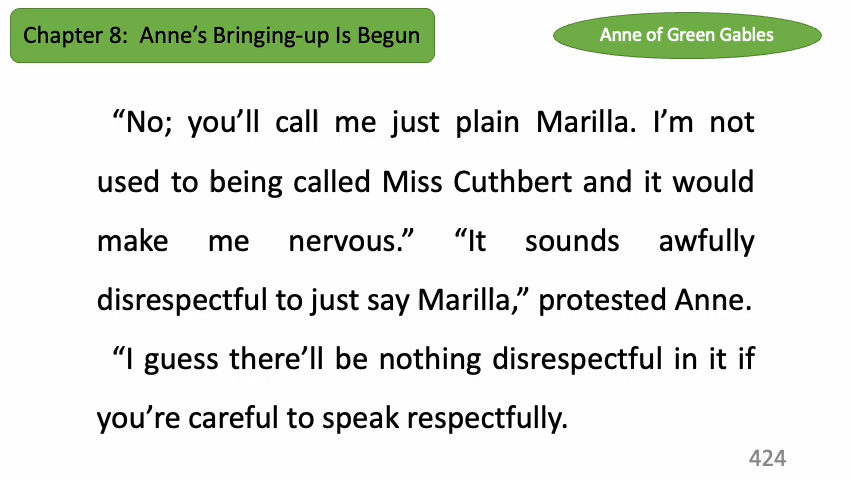 Chapter 8:  Anne’s Bringing-up Is Begun
Anne of Green Gables
“No; you’ll call me just plain Marilla. I’m not
used to being called Miss Cuthbert and it would
make me nervous.” “It sounds awfully
disrespectful to just say Marilla,” protested Anne.
“I guess there’ll be nothing disrespectful in it if
you’re careful to speak respectfully.
424